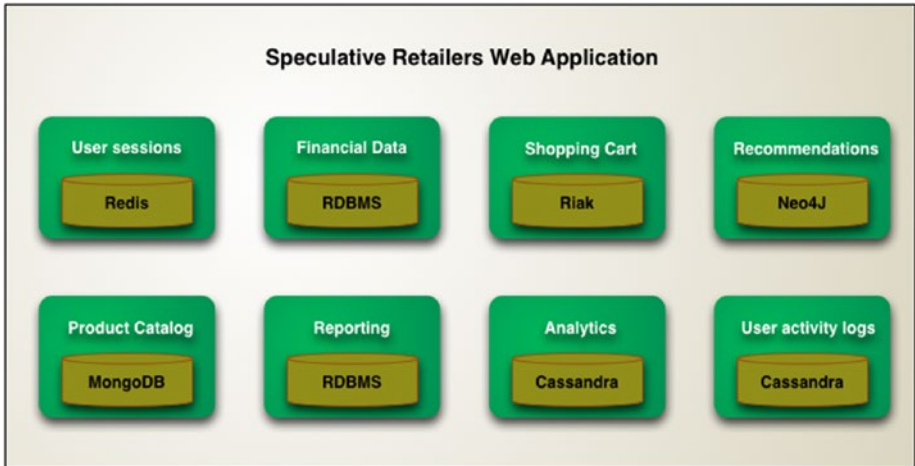 Speculative Retailers Web Application
User sessions
Redis
Financial Data
RDBMS
Shopping Cart
Riak
Recommendations
Neo4J
Product Catalog
MongoDB
Reporting
RDBMS
Analytics
Cassandra
User activity logs
Cassandra